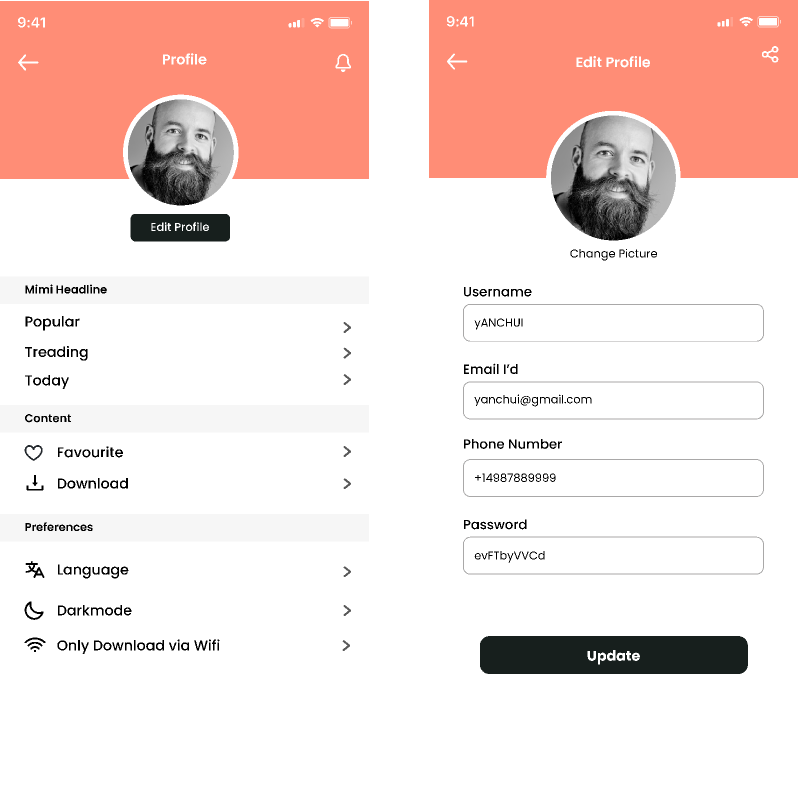 9:41
Profile
Edit Profile
Mimi Headline
Popular
Treading
Today
Content
Favourite
Download
Preferences
Language
Darkmode
Only Download via Wifi
9:41
Edit Profile
Change Picture
Username
yANCHUI
Email I'd
yanchui@gmail.com
Phone Number
+14987889999
Password
evFTbyVVCd
Update